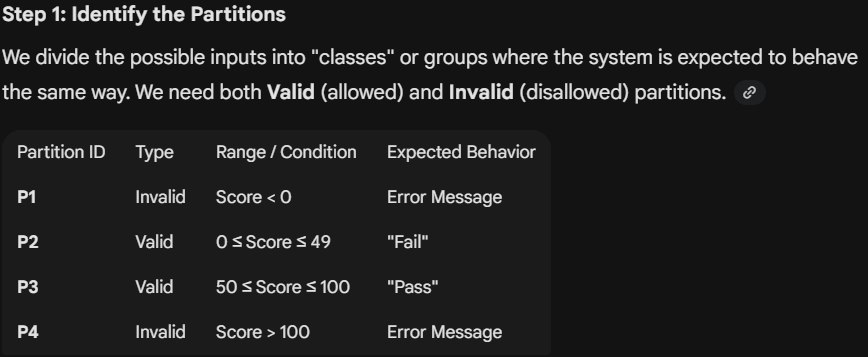 Step 1: Identify the Partitions
We divide the possible inputs into "classes" or groups where the system is expected to behave
the same way. We need both Valid (allowed) and Invalid (disallowed) partitions.
Partition ID Type Range / Condition Expected Behavior
P1 Invalid Score < 0 Error Message
P2 Valid 0 ≤ Score ≤ 49 "Fail"
P3 Valid 50 ≤ Score ≤ 100 "Pass"
P4 Invalid Score > 100 Error Message